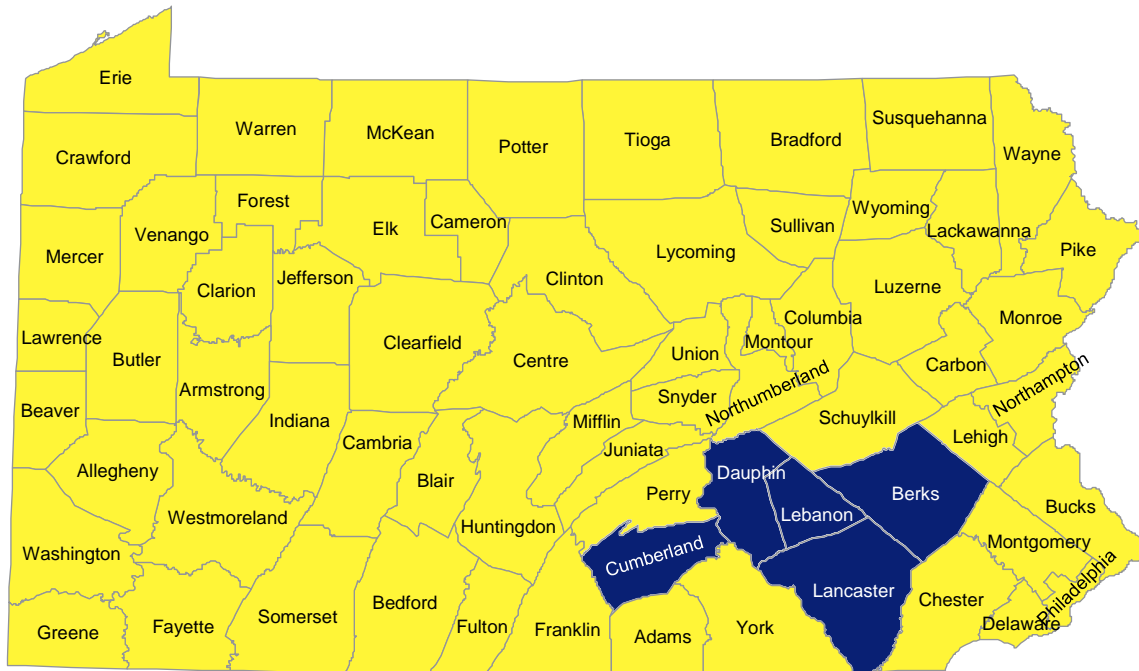 Erie
Warren
McKean
Potter
Tioga
Bradford
Susquehanna
Wayne
Crawford
Forest
Elk
Cameron
Sullivan
Wyoming
Lackawanna
Pike
Mercer
Venango
Clarion
Jefferson
Clinton
Lycoming
Luzerne
Monroe
Lawrence
Butler
Clearfield
Centre
Union
Montour
Columbia
Carbon
Northampton
Beaver
Armstrong
Indiana
Mifflin
Snyder
Northumberland
Schuylkill
Lehigh
Allegheny
Cambria
Blair
Juniata
Dauphin
Berks
Bucks
Westmoreland
Huntingdon
Perry
Lebanon
Montgomery
Washington
Cumberland
Lancaster
Chester
Philadelphia
Greene
Fayette
Somerset
Bedford
Fulton
Franklin
Adams
York
Delaware